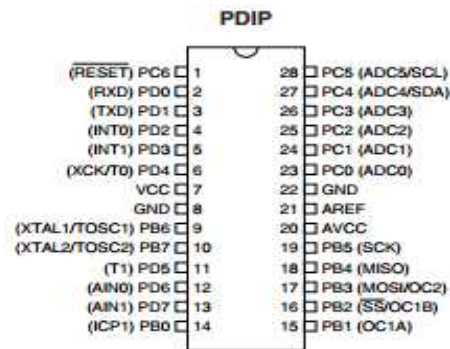 PDIP
(RESET) PC6 1 28 PC5 (ADC5/SCL)
(RXD) PD0 2 27 PC4 (ADC4/SDA)
(TXD) PD1 3 26 PC3 (ADC3)
(INT0) PD2 4 25 PC2 (ADC2)
(INT1) PD3 5 24 PC1 (ADC1)
(XCK/T0) PD4 6 23 PC0 (ADC0)
VCC 7 22 GND
GND 8 21 AREF
(XTAL1/TOSC1) PB6 9 20 AVCC
(XTAL2/TOSC2) PB7 10 19 PB5 (SCK)
(T1) PD5 11 18 PB4 (MISO)
(AIN0) PD6 12 17 PB3 (MOSI/OC2)
(AIN1) PD7 13 16 PB2 (SS/OC1B)
(ICP1) PB0 14 15 PB1 (OC1A)